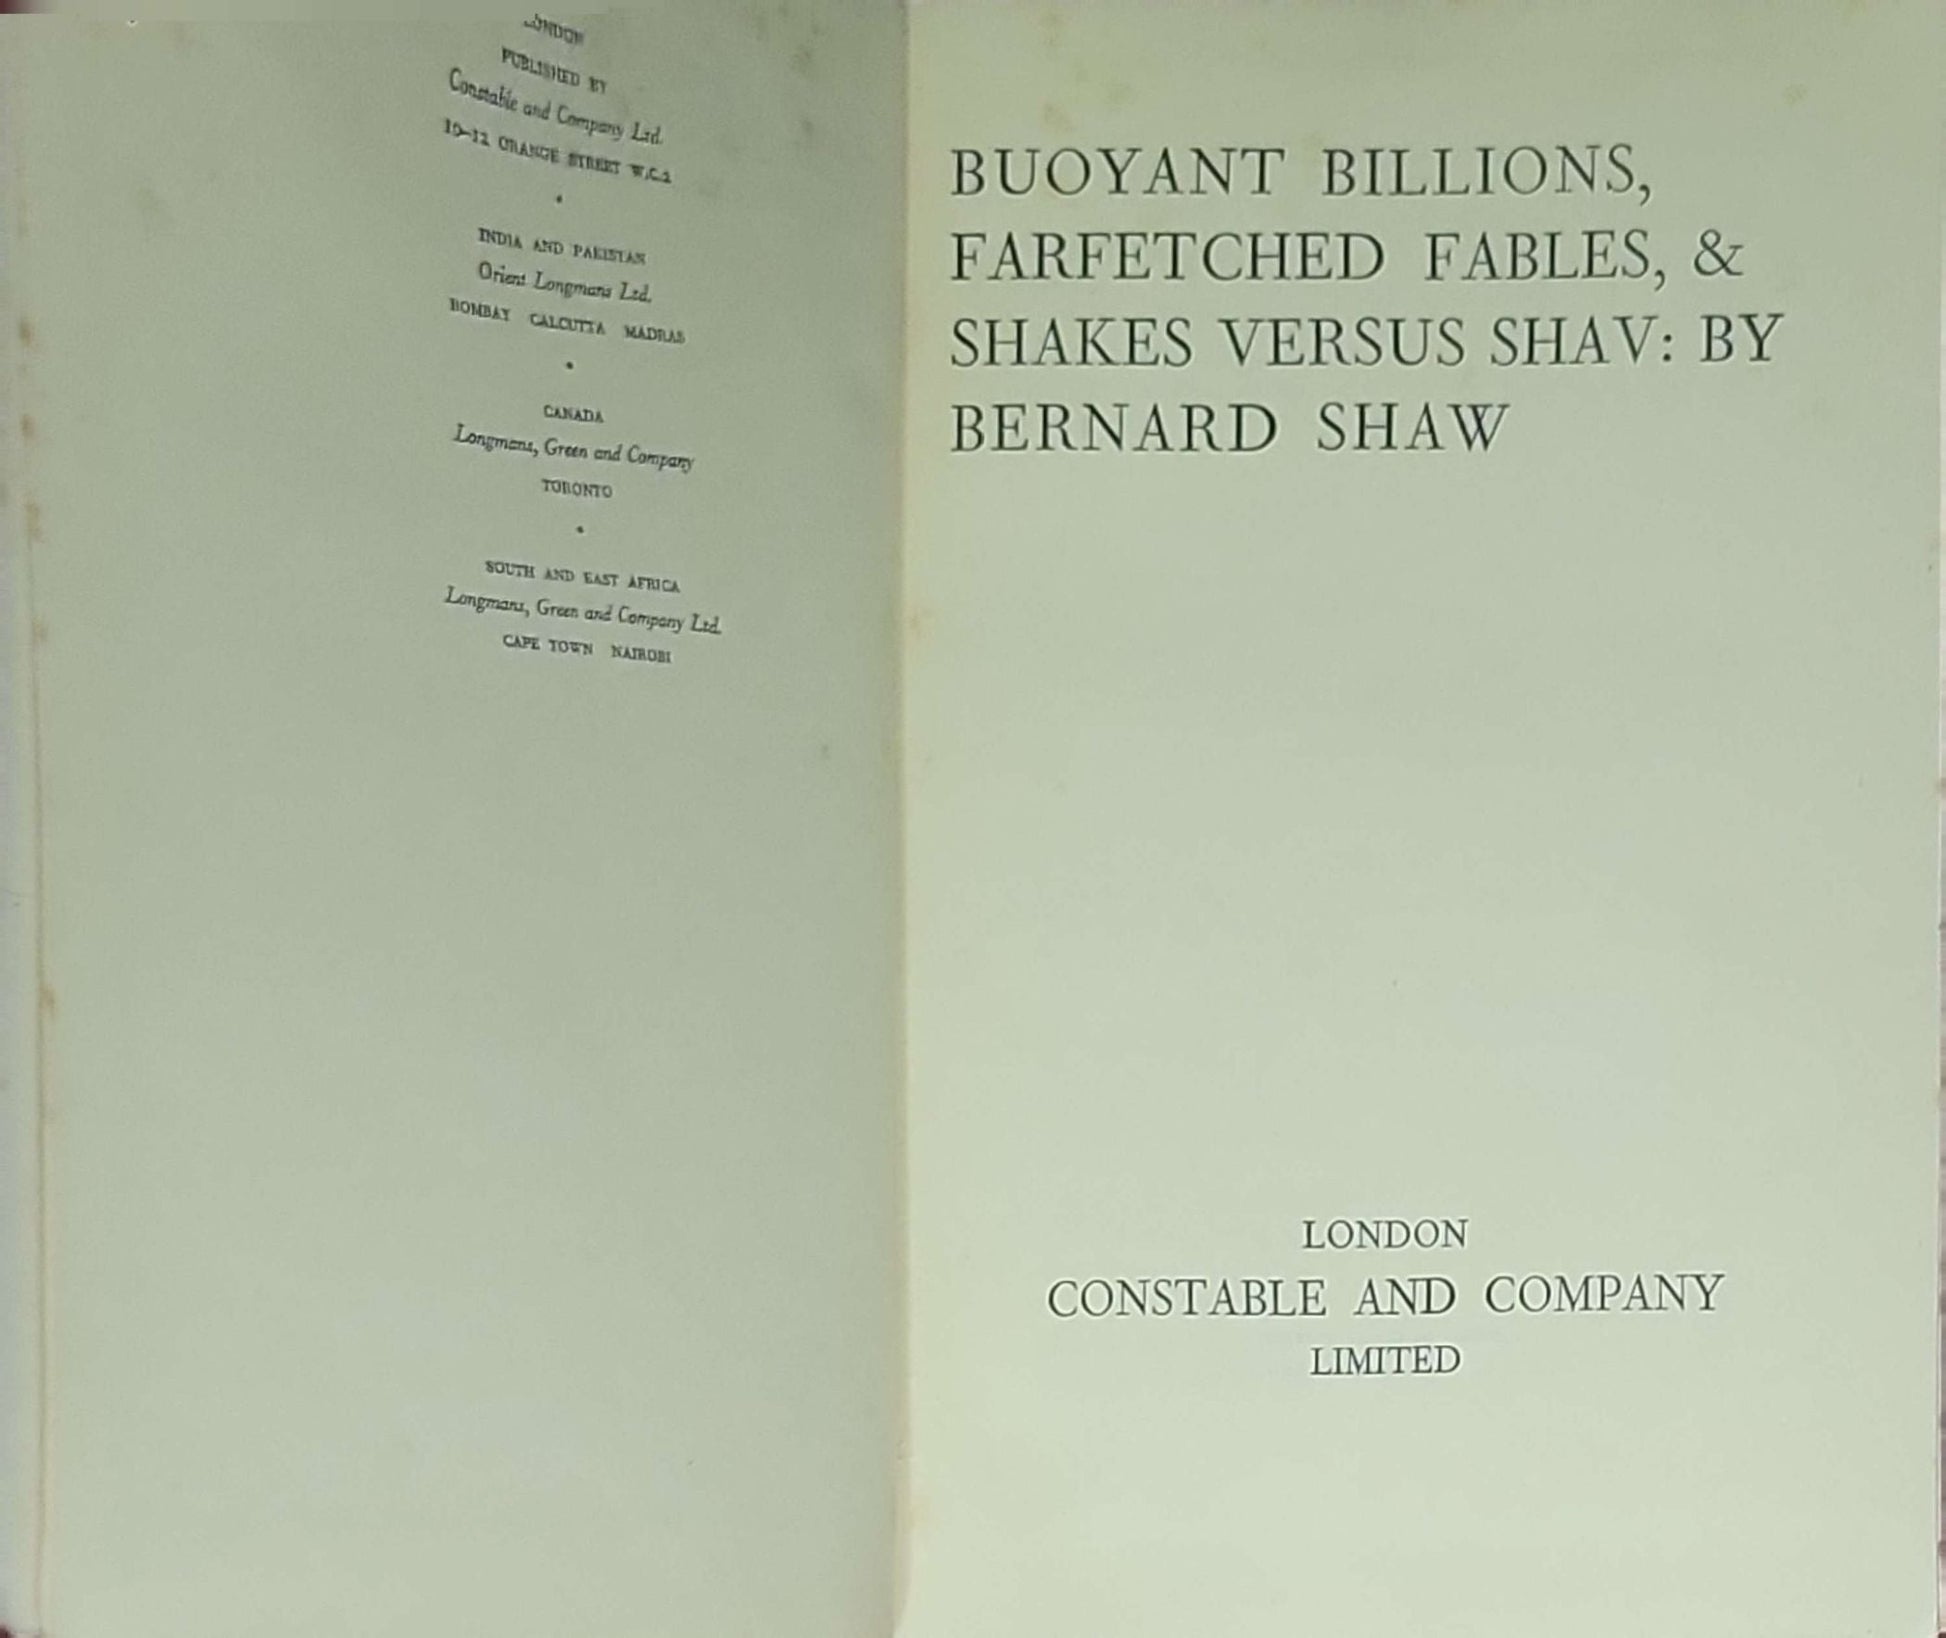 LONDON
PUBLISHED BY
Constable and Company Ltd.
10–12 ORANGE STREET W.C.2
•
INDIA AND PAKISTAN
Orient Longmans Ltd.
BOMBAY CALCUTTA MADRAS
•
CANADA
Longmans, Green and Company
TORONTO
•
SOUTH AND EAST AFRICA
Longmans, Green and Company Ltd.
CAPE TOWN NAIROBI
BUOYANT BILLIONS,
FARFETCHED FABLES, &
SHAKES VERSUS SHAV: BY
BERNARD SHAW
LONDON
CONSTABLE AND COMPANY
LIMITED